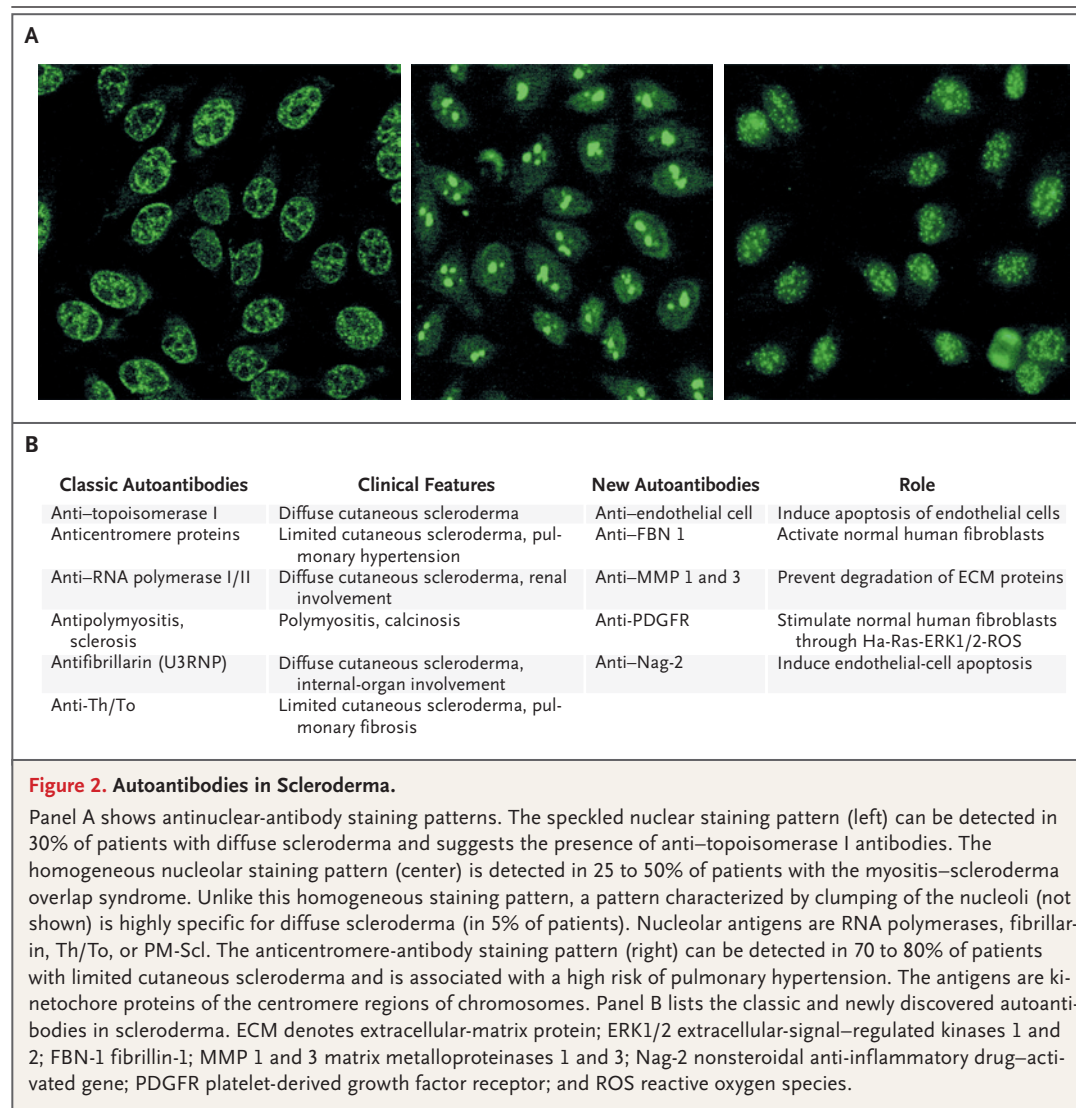 A
B
Classic Autoantibodies Clinical Features New Autoantibodies Role
Anti–topoisomerase I Diffuse cutaneous scleroderma Anti–endothelial cell Induce apoptosis of endothelial cells
Anticentromere proteins Limited cutaneous scleroderma, pul- Anti–FBN 1 Activate normal human fibroblasts
monary hypertension
Anti–RNA polymerase I/II Diffuse cutaneous scleroderma, renal Anti–MMP 1 and 3 Prevent degradation of ECM proteins
involvement
Antipolymyositis, Polymyositis, calcinosis Anti-PDGFR Stimulate normal human fibroblasts
sclerosis through Ha-Ras-ERK1/2-ROS
Antifibrillarin (U3RNP) Diffuse cutaneous scleroderma, Anti–Nag-2 Induce endothelial-cell apoptosis
internal-organ involvement
Anti-Th/To Limited cutaneous scleroderma, pul-
monary fibrosis
Figure 2. Autoantibodies in Scleroderma.
Panel A shows antinuclear-antibody staining patterns. The speckled nuclear staining pattern (left) can be detected in
30% of patients with diffuse scleroderma and suggests the presence of anti–topoisomerase I antibodies. The
homogeneous nucleolar staining pattern (center) is detected in 25 to 50% of patients with the myositis–scleroderma
overlap syndrome. Unlike this homogeneous staining pattern, a pattern characterized by clumping of the nucleoli (not
shown) is highly specific for diffuse scleroderma (in 5% of patients). Nucleolar antigens are RNA polymerases, fibrillar-
in, Th/To, or PM-Scl. The anticentromere-antibody staining pattern (right) can be detected in 70 to 80% of patients
with limited cutaneous scleroderma and is associated with a high risk of pulmonary hypertension. The antigens are ki-
netochore proteins of the centromere regions of chromosomes. Panel B lists the classic and newly discovered autoanti-
bodies in scleroderma. ECM denotes extracellular-matrix protein; ERK1/2 extracellular-signal–regulated kinases 1 and
2; FBN-1 fibrillin-1; MMP 1 and 3 matrix metalloproteinases 1 and 3; Nag-2 nonsteroidal anti-inflammatory drug–acti-
vated gene; PDGFR platelet-derived growth factor receptor; and ROS reactive oxygen species.